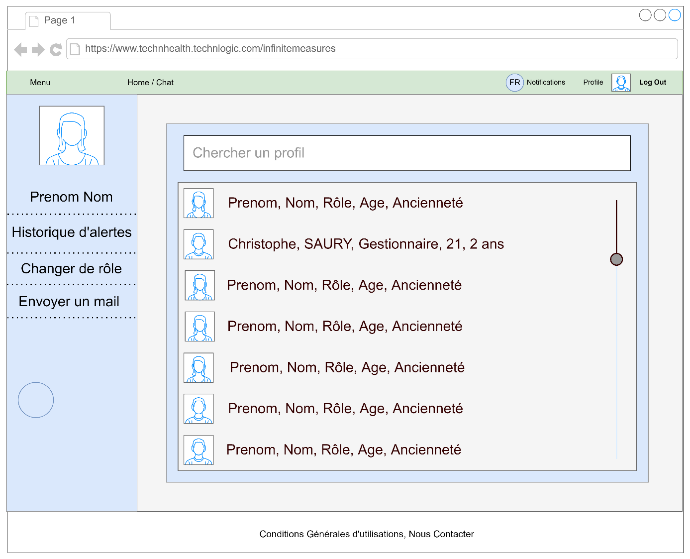 Page 1
https://www.technhealth.technlogic.com/infinitemeasures
Menu Home / Chat FR Notifications Profile Log Out
Chercher un profil
Prenom Nom
Historique d'alertes
Changer de rôle
Envoyer un mail
Prenom, Nom, Rôle, Age, Ancienneté
Christophe, SAURY, Gestionnaire, 21, 2 ans
Prenom, Nom, Rôle, Age, Ancienneté
Prenom, Nom, Rôle, Age, Ancienneté
Prenom, Nom, Rôle, Age, Ancienneté
Prenom, Nom, Rôle, Age, Ancienneté
Prenom, Nom, Rôle, Age, Ancienneté
Conditions Générales d'utilisations, Nous Contacter